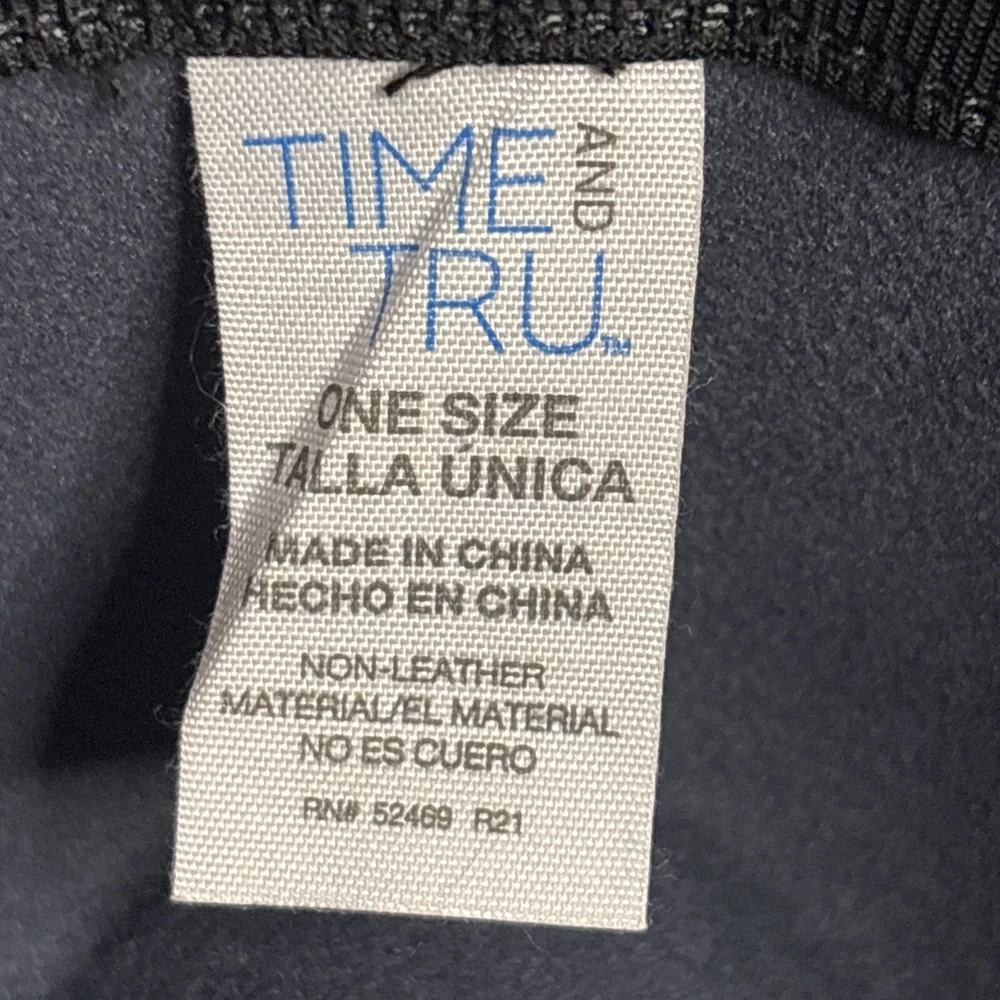 TIME AND
TRU™
ONE SIZE
TALLA ÚNICA
MADE IN CHINA
HECHO EN CHINA
NON-LEATHER
MATERIAL/EL MATERIAL
NO ES CUERO
RN# 52469 R21